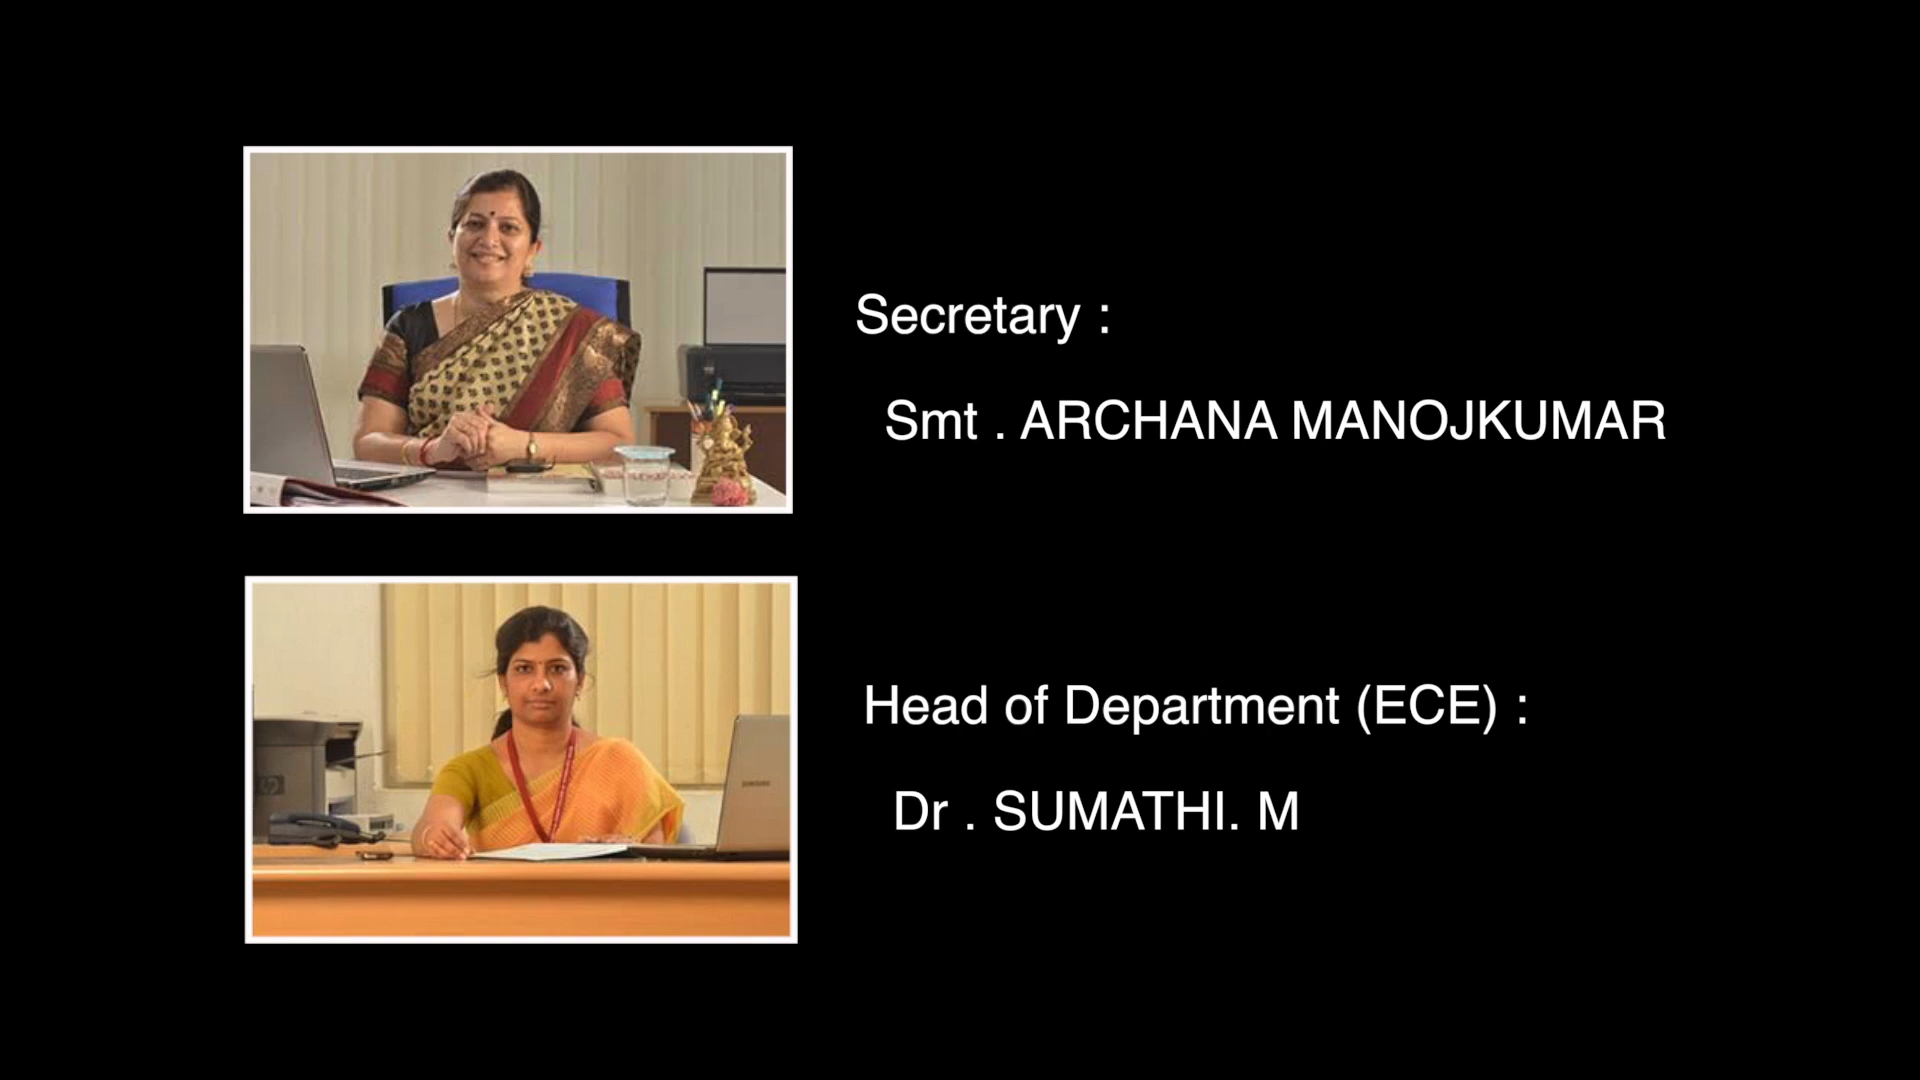 Secretary :
Smt . ARCHANA MANOJKUMAR
Head of Department (ECE) :
Dr . SUMATHI. M